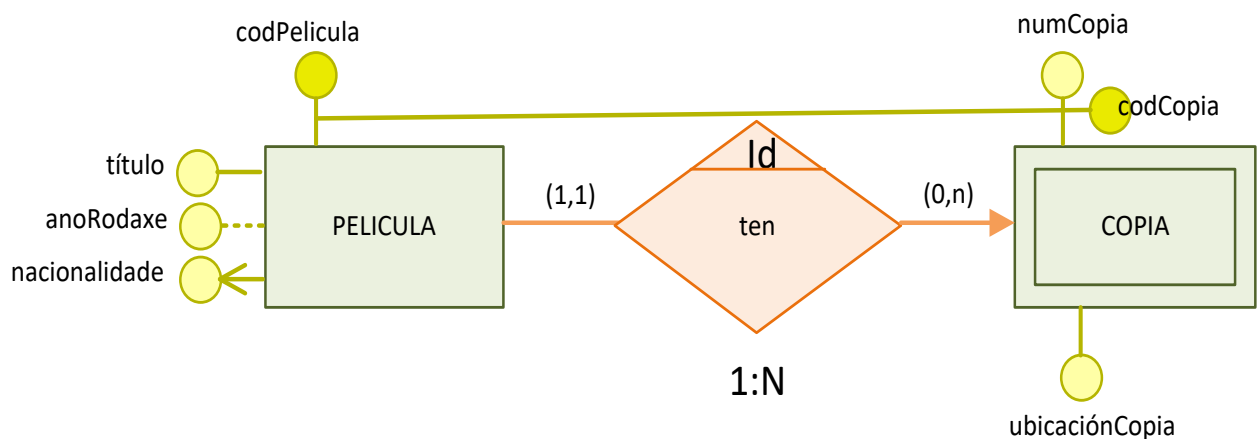 numCopia
codPelicula
codCopia
título
Id
(1,1)
(0,n)
anoRodaxe
PELICULA
ten
COPIA
nacionalidade
1:N
ubicaciónCopia